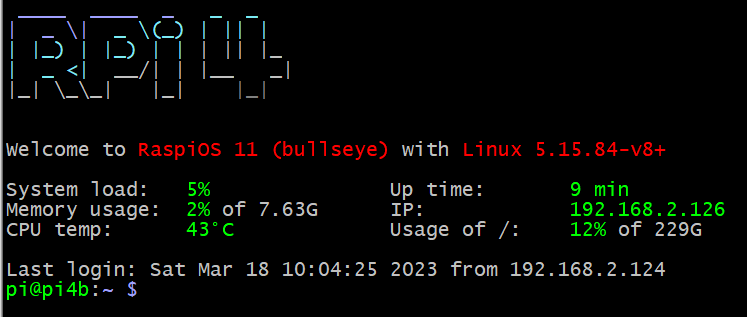 RPi4
Welcome to RaspiOS 11 (bullseye) with Linux 5.15.84-v8+
System load: 5% Up time: 9 min
Memory usage: 2% of 7.63G IP: 192.168.2.126
CPU temp: 43°C Usage of /: 12% of 229G
Last login: Sat Mar 18 10:04:25 2023 from 192.168.2.124
pi@pi4b:~ $